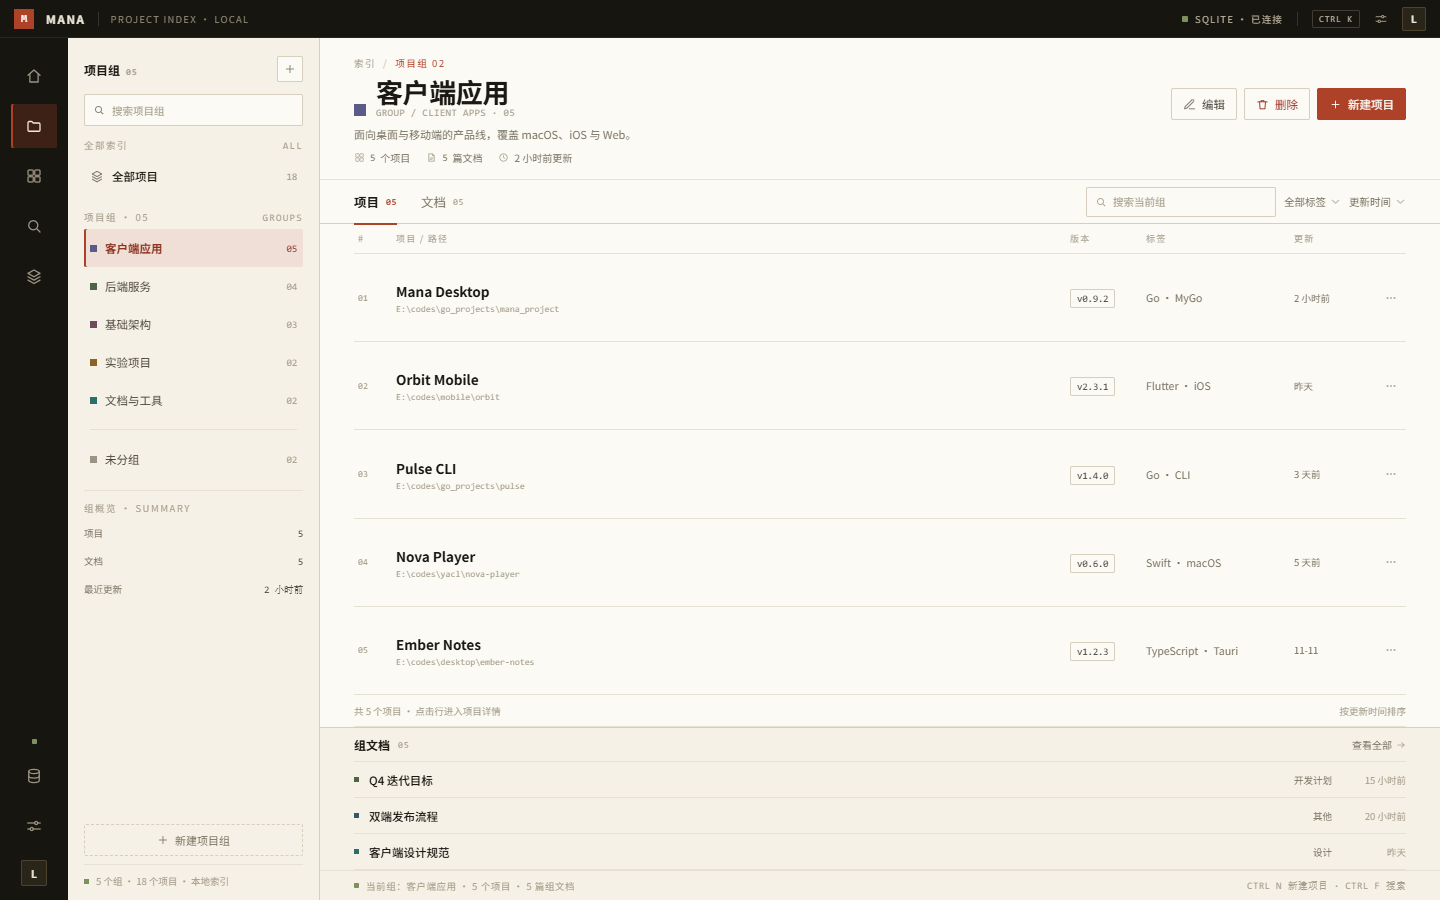 M MANA PROJECT INDEX • LOCAL
SQLITE • 已连接 CTRL K L
项目组 05
+
搜索项目组
全部索引 ALL
全部项目 18
项目组 • 05 GROUPS
客户端应用 05
后端服务 04
基础架构 03
实验项目 02
文档与工具 02
未分组 02
组概览 • SUMMARY
项目 5
文档 5
最近更新 2 小时前
+ 新建项目组
5 个组 • 18 个项目 • 本地索引
L
索引 / 项目组 02
客户端应用
GROUP / CLIENT APPS · 05
面向桌面与移动端的产品线，覆盖 macOS、iOS 与 Web。
5 个项目 5 篇文档 2 小时前更新
编辑 删除 + 新建项目
项目 05 文档 05
搜索当前组 全部标签 更新时间
# 项目 / 路径 版本 标签 更新
01 Mana Desktop v0.9.2 Go • MyGo 2 小时前 ···
E:\codes\go_projects\mana_project
02 Orbit Mobile v2.3.1 Flutter • iOS 昨天 ···
E:\codes\mobile\orbit
03 Pulse CLI v1.4.0 Go • CLI 3 天前 ···
E:\codes\go_projects\pulse
04 Nova Player v0.6.0 Swift • macOS 5 天前 ···
E:\codes\yacl\nova-player
05 Ember Notes v1.2.3 TypeScript • Tauri 11-11 ···
E:\codes\desktop\ember-notes
共 5 个项目 • 点击行进入项目详情 按更新时间排序
组文档 05 查看全部 →
Q4 迭代目标 开发计划 15 小时前
双端发布流程 其他 20 小时前
客户端设计规范 设计 昨天
当前组: 客户端应用 • 5 个项目 • 5 篇组文档
CTRL N 新建项目 · CTRL F 搜索